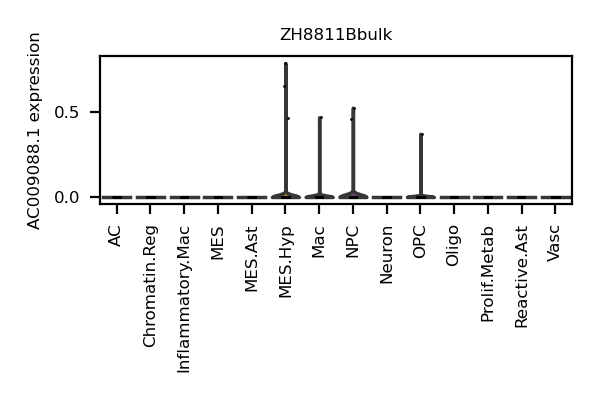 ZH8811Bbulk
AC009088.1 expression
0.5
0.0
AC
Chromatin.Reg
Inflammatory.Mac
MES
MES.Ast
MES.Hyp
Mac
NPC
Neuron
OPC
Oligo
Prolif.Metab
Reactive.Ast
Vasc